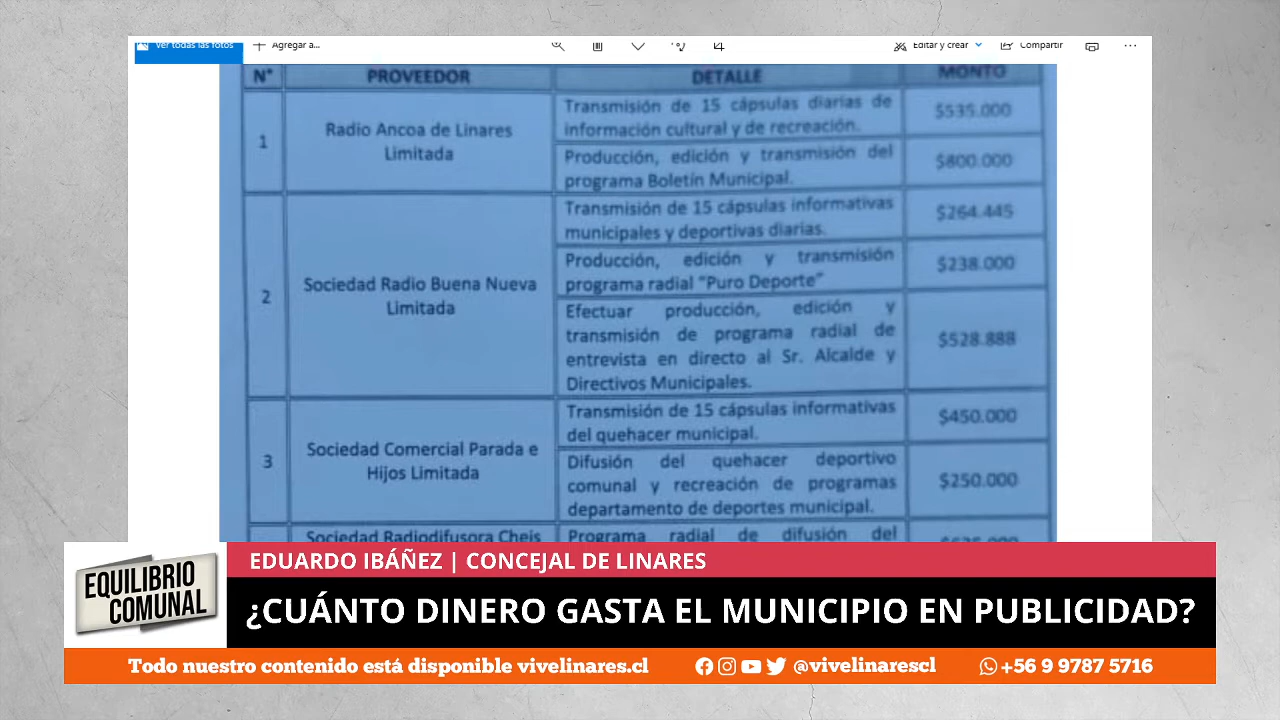 Ver todas las fotos
Agregar a...
Editar y crear
Compartir
N° PROVEEDOR DETALLE MONTO
1
Radio Ancoa de Linares
Limitada
Transmisión de 15 cápsulas diarias de
información cultural y de recreación.
$535.000
Producción, edición y transmisión del
programa Boletín Municipal.
$800.000
2
Sociedad Radio Buena Nueva
Limitada
Transmisión de 15 cápsulas informativas
municipales y deportivas diarias.
$264.445
Producción, edición y transmisión
programa radial "Puro Deporte"
$238.000
Efectuar producción, edición y
transmisión de programa radial de
entrevista en directo al Sr. Alcalde y
Directivos Municipales.
$528.888
3
Sociedad Comercial Parada e
Hijos Limitada
Transmisión de 15 cápsulas informativas
del quehacer municipal.
$450.000
Difusión del quehacer deportivo
comunal y recreación de programas
departamento de deportes municipal.
$250.000
Sociedad Radiodifusora Cheis
Programa radial de difusión del
EQUILIBRIO
COMUNAL
EDUARDO IBÁÑEZ | CONCEJAL DE LINARES
¿CUÁNTO DINERO GASTA EL MUNICIPIO EN PUBLICIDAD?
Todo nuestro contenido está disponible vivelinares.cl
@vivelinarescl
+56 9 9787 5716